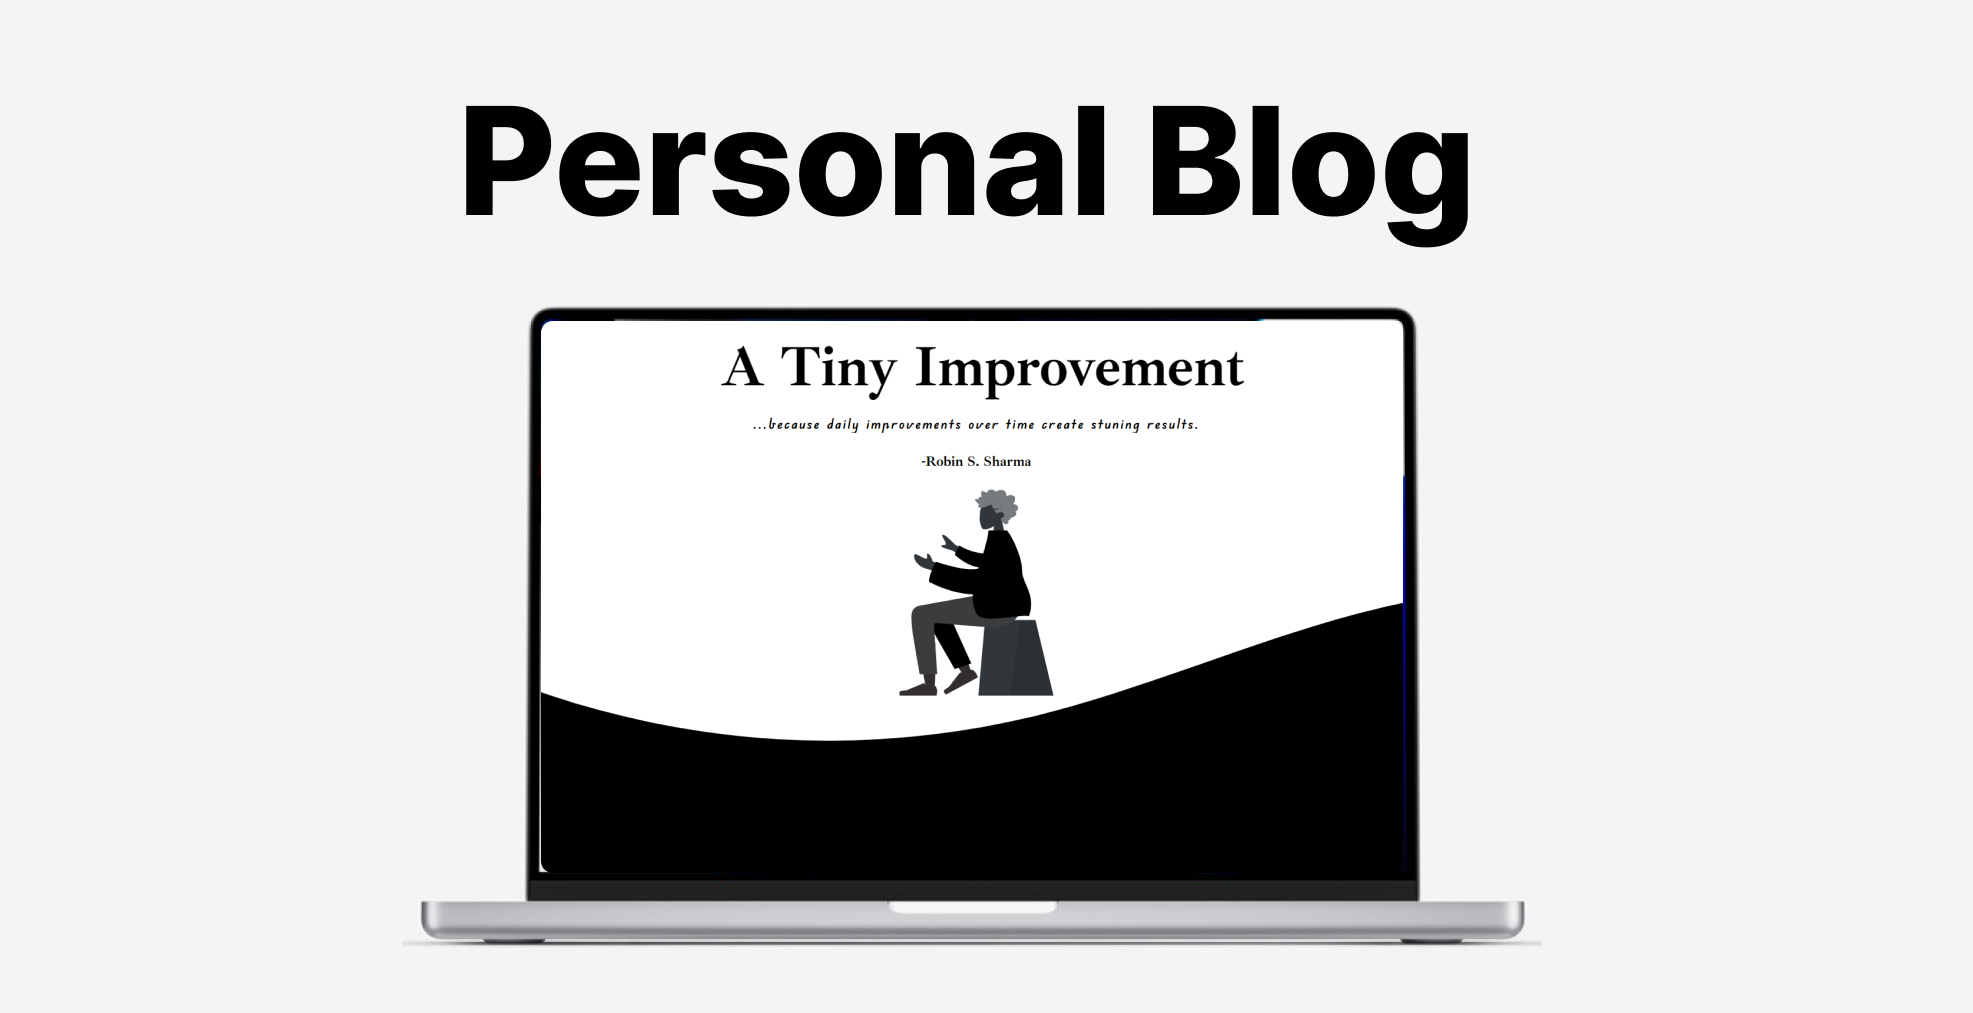 Personal Blog
A Tiny Improvement
...because daily improvements over time create stuning results.
-Robin S. Sharma